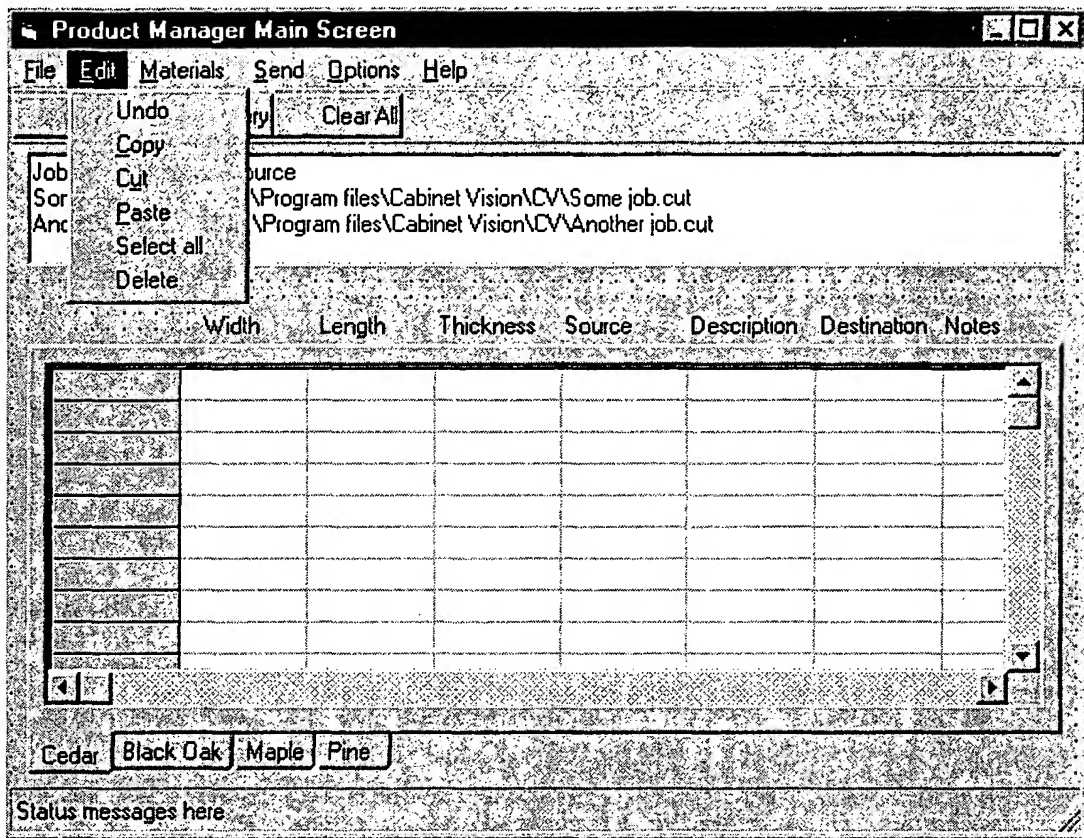 Product Manager Main Screen
File Edit Materials Send Options Help
Undo
Copy
Cut
Paste
Select all
Delete
ry Clear All
Job ource
Sor \Program files\Cabinet Vision\CV\Some job.cut
Anc \Program files\Cabinet Vision\CV\Another job.cut
Width Length Thickness Source Description Destination Notes
Cedar Black Oak Maple Pine
Status messages here